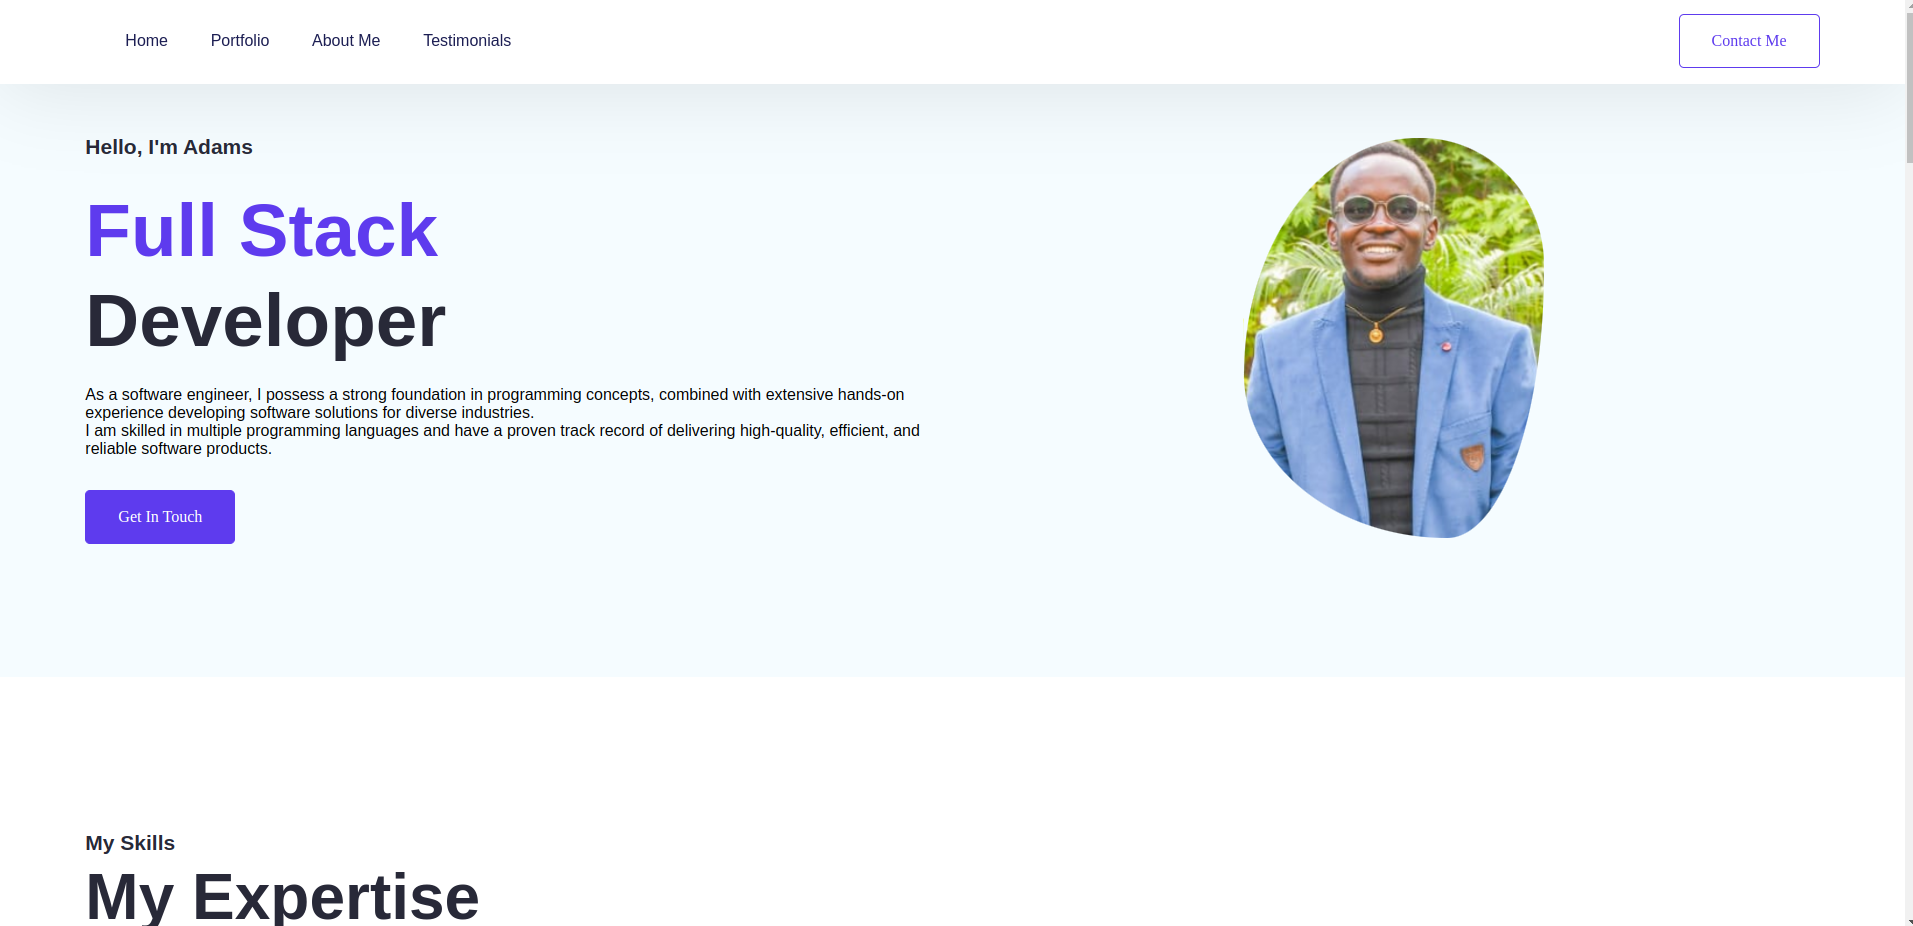 Home Portfolio About Me Testimonials Contact Me
Hello, I'm Adams
Full Stack
Developer
As a software engineer, I possess a strong foundation in programming concepts, combined with extensive hands-on
experience developing software solutions for diverse industries.
I am skilled in multiple programming languages and have a proven track record of delivering high-quality, efficient, and
reliable software products.
Get In Touch
My Skills
My Expertise